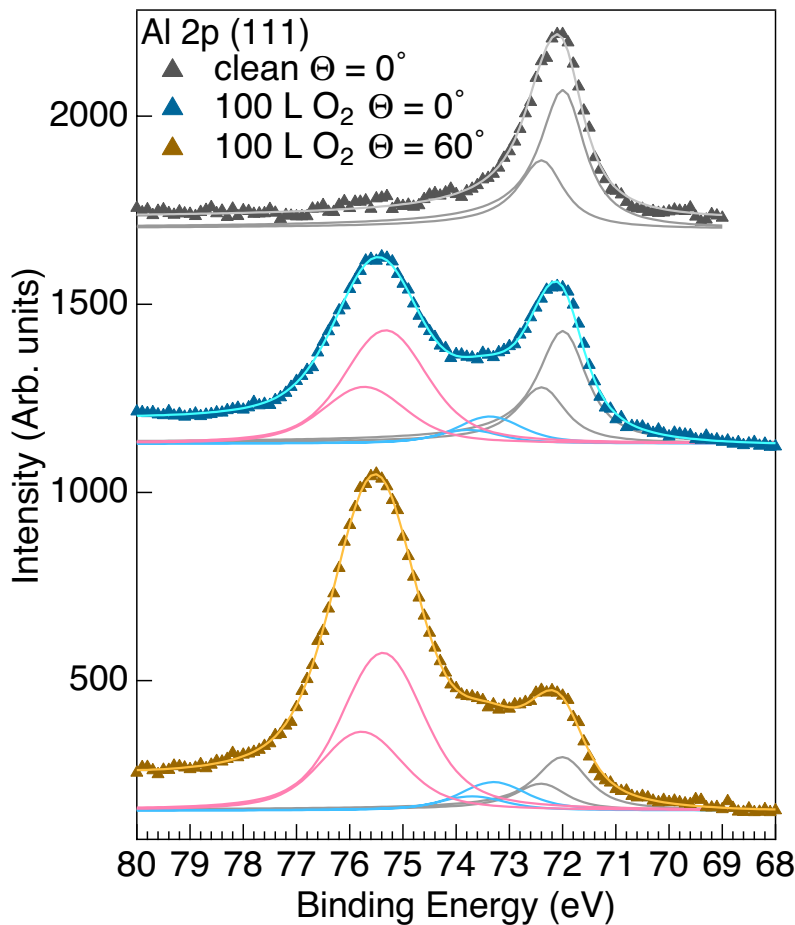 Al 2p (111)
clean Θ = 0°
100 L O₂ Θ = 0°
100 L O₂ Θ = 60°
2000
1500
1000
500
Intensity (Arb. units)
80 79 78 77 76 75 74 73 72 71 70 69 68
Binding Energy (eV)